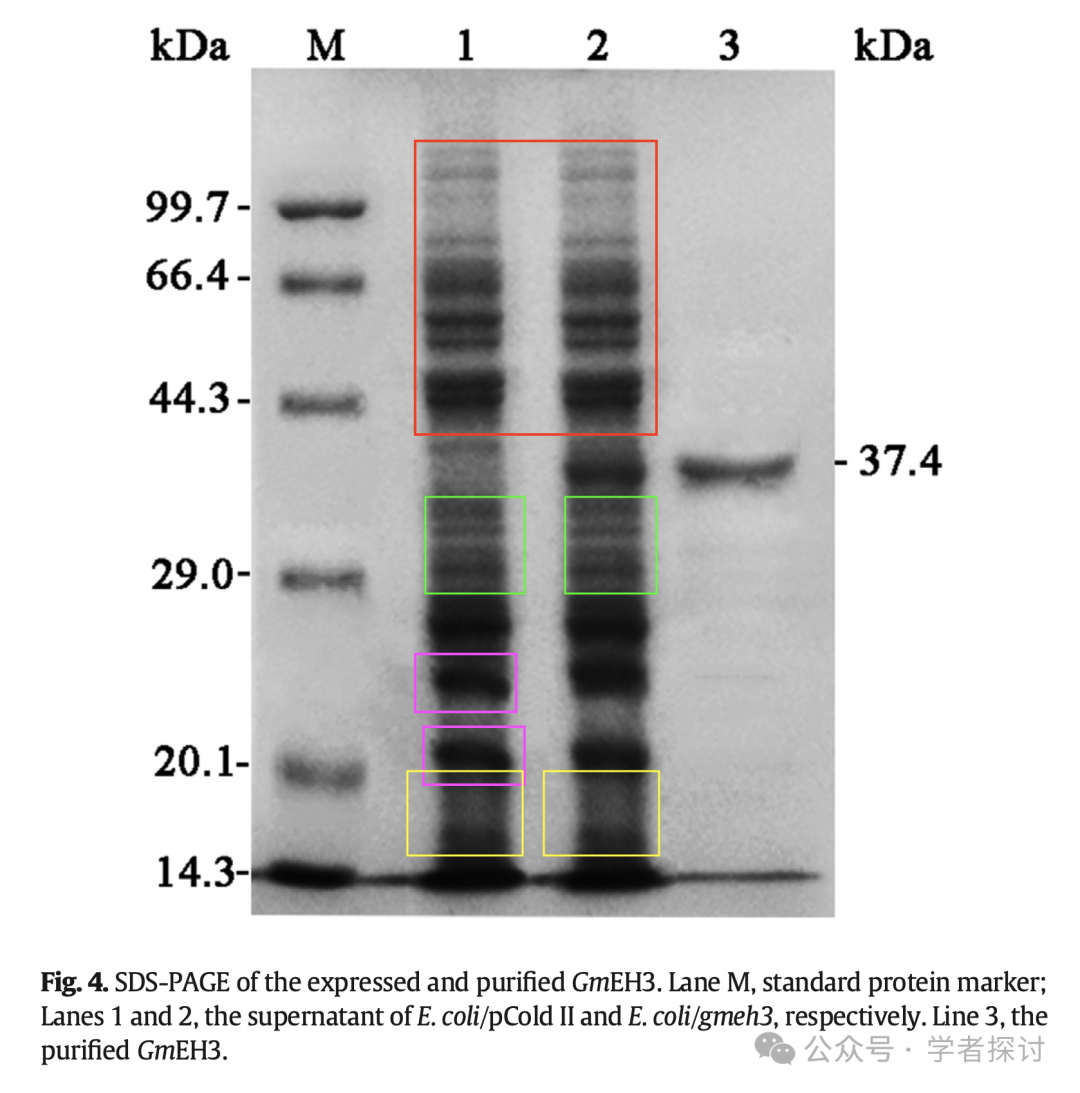 kDa M 1 2 3 kDa
99.7-
66.4-
44.3-
- 37.4
29.0-
20.1-
14.3-
Fig. 4. SDS-PAGE of the expressed and purified GmEH3. Lane M, standard protein marker;
Lanes 1 and 2, the supernatant of E. coli/pCold II and E. coli/gmeh3, respectively. Line 3, the
purified GmEH3.
公众号 · 学者探讨